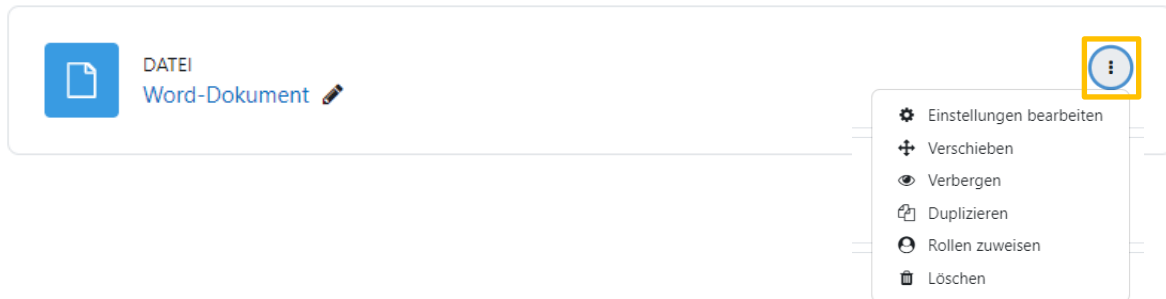 DATEI
Word-Dokument
Einstellungen bearbeiten
Verschieben
Verbergen
Duplizieren
Rollen zuweisen
Löschen